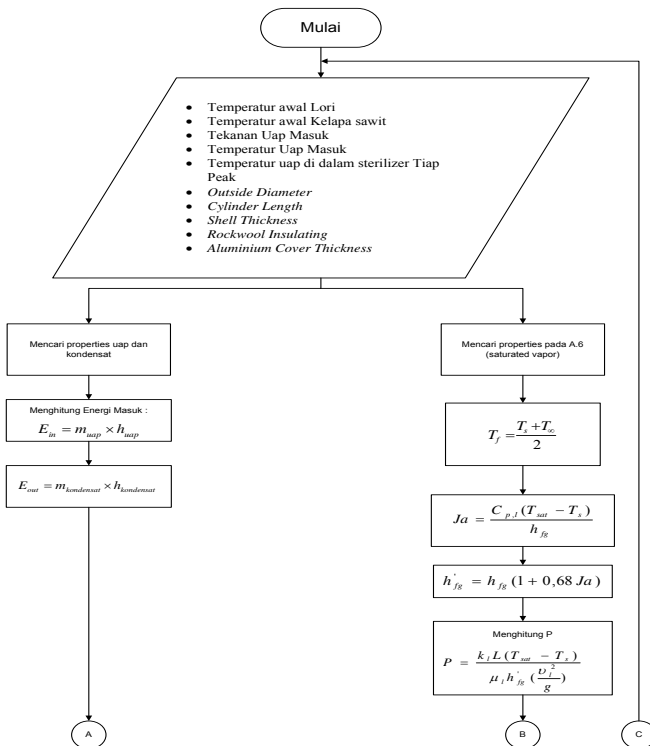 Mulai
• Temperatur awal Lori
• Temperatur awal Kelapa sawit
• Tekanan Uap Masuk
• Temperatur Uap Masuk
• Temperatur uap di dalam sterilizer Tiap
Peak
• Outside Diameter
• Cylinder Length
• Shell Thickness
• Rockwool Insulating
• Aluminium Cover Thickness
Mencari properties uap dan
kondensat
Menghitung Energi Masuk :
E_in = m_uap × h_uap
E_out = m_kondensat × h_kondensat
A
Mencari properties pada A.6
(saturated vapor)
T_f = (T_s + T_∞) / 2
Ja = C_p,l (T_sat − T_s) / h_fg
h'_fg = h_fg (1 + 0,68 Ja)
Menghitung P
P = k_l L (T_sat − T_s) / μ_l h'_fg (υ_l^2 / g)
B
C